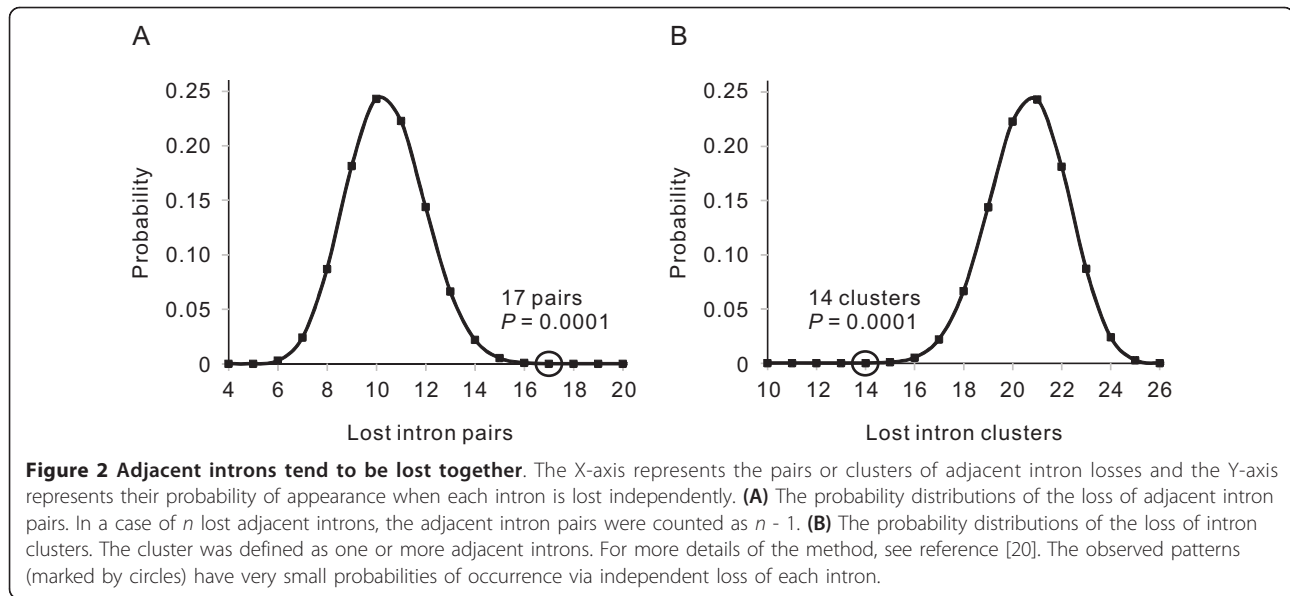 A
B
0.25
0.20
0.15
0.10
0.05
0
Probability
17 pairs
P = 0.0001
4 6 8 10 12 14 16 18 20
Lost intron pairs
0.25
0.20
0.15
0.10
0.05
0
Probability
14 clusters
P = 0.0001
10 12 14 16 18 20 22 24 26
Lost intron clusters
Figure 2 Adjacent introns tend to be lost together. The X-axis represents the pairs or clusters of adjacent intron losses and the Y-axis
represents their probability of appearance when each intron is lost independently. (A) The probability distributions of the loss of adjacent intron
pairs. In a case of n lost adjacent introns, the adjacent intron pairs were counted as n - 1. (B) The probability distributions of the loss of intron
clusters. The cluster was defined as one or more adjacent introns. For more details of the method, see reference [20]. The observed patterns
(marked by circles) have very small probabilities of occurrence via independent loss of each intron.